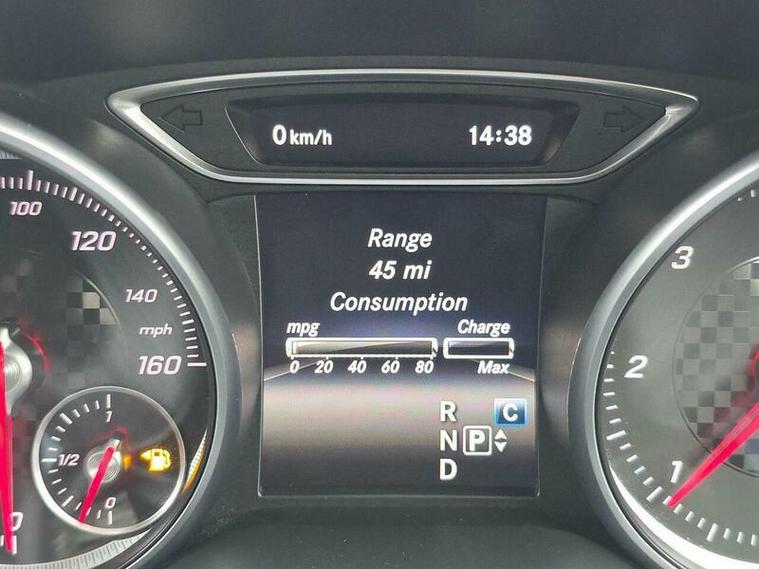 0 km/h 14:38
100
120
140
mph
160
1
1/2
0
0
Range
45 mi
Consumption
mpg Charge
0 20 40 60 80 Max
R C
N P
D
3
2
1